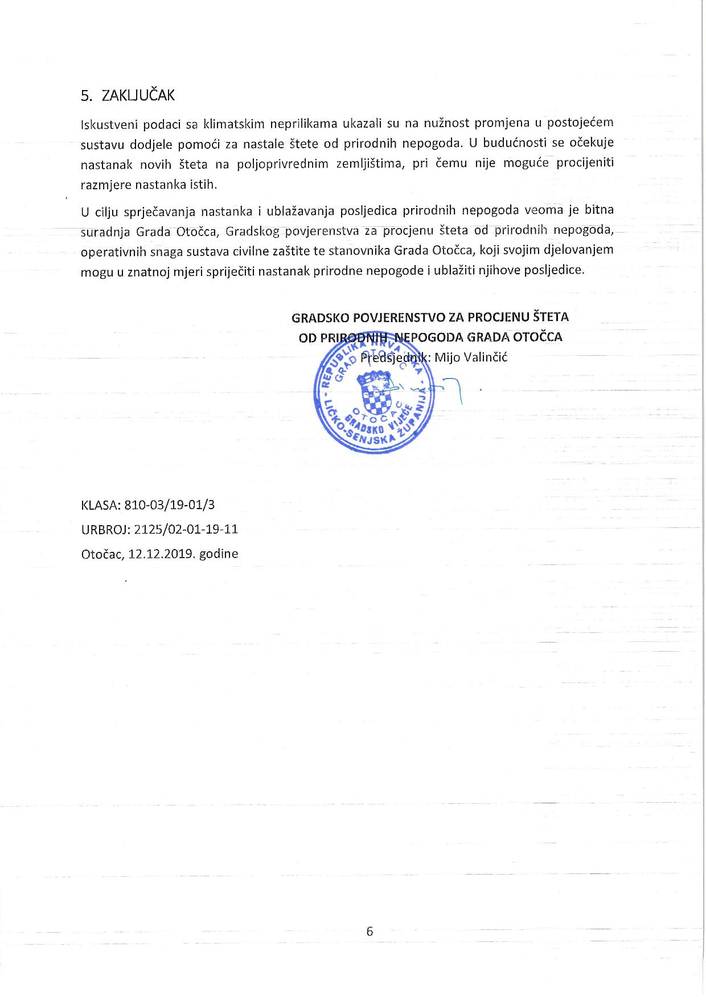 5. ZAKLJUČAK
Iskustveni podaci sa klimatskim neprilikama ukazali su na nužnost promjena u postojećem
sustavu dodjele pomoći za nastale štete od prirodnih nepogoda. U budućnosti se očekuje
nastanak novih šteta na poljoprivrednim zemljištima, pri čemu nije moguće procijeniti
razmjere nastanka istih.
U cilju sprječavanja nastanka i ublažavanja posljedica prirodnih nepogoda veoma je bitna
suradnja Grada Otočca, Gradskog povjerenstva za procjenu šteta od prirodnih nepogoda,
operativnih snaga sustava civilne zaštite te stanovnika Grada Otočca, koji svojim djelovanjem
mogu u znatnoj mjeri spriječiti nastanak prirodne nepogode i ublažiti njihove posljedice.
GRADSKO POVJERENSTVO ZA PROCJENU ŠTETA
OD PRIRODNIH NEPOGODA GRADA OTOČCA
Predsjednik: Mijo Valinčić
REPUBLIKA HRVATSKA
GRAD OTOČAC
OTOČAC
GRADSKO VIJEĆE
LIČKO-SENJSKA ŽUPANIJA
KLASA: 810-03/19-01/3
URBROJ: 2125/02-01-19-11
Otočac, 12.12.2019. godine
6